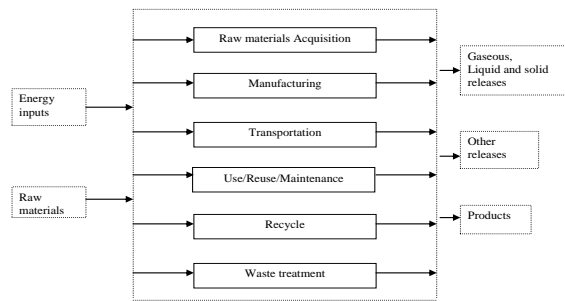 Energy
inputs
Raw
materials
Raw materials Acquisition
Manufacturing
Transportation
Use/Reuse/Maintenance
Recycle
Waste treatment
Gaseous,
Liquid and solid
releases
Other
releases
Products